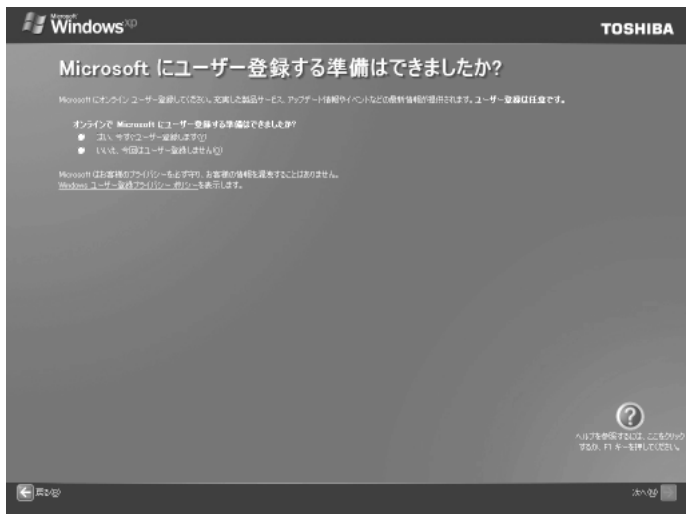 Microsoft
Windows xp
TOSHIBA
Microsoft にユーザー登録する準備はできましたか?
Microsoft にオンライン ユーザー登録してください。充実した製品サービス、アップデート情報やイベントなどの最新情報が提供されます。ユーザー登録は任意です。
オンラインで Microsoft にユーザー登録する準備はできましたか?
はい、今すぐユーザー登録します(Y)
いいえ、今回はユーザー登録しません(O)
Microsoft はお客様のプライバシーを必ず守り、お客様の情報を漏洩することはありません。
Windows ユーザー登録プライバシー ポリシーを表示します。
ヘルプを参照するには、ここをクリック
するか、F1 キーを押してください。
戻る(B)
次へ(N)